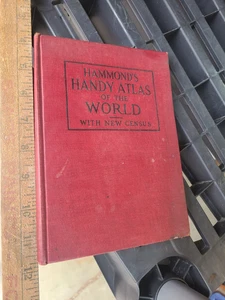 HAMMOND'S
HANDY ATLAS
OF THE
WORLD
WITH NEW CENSUS